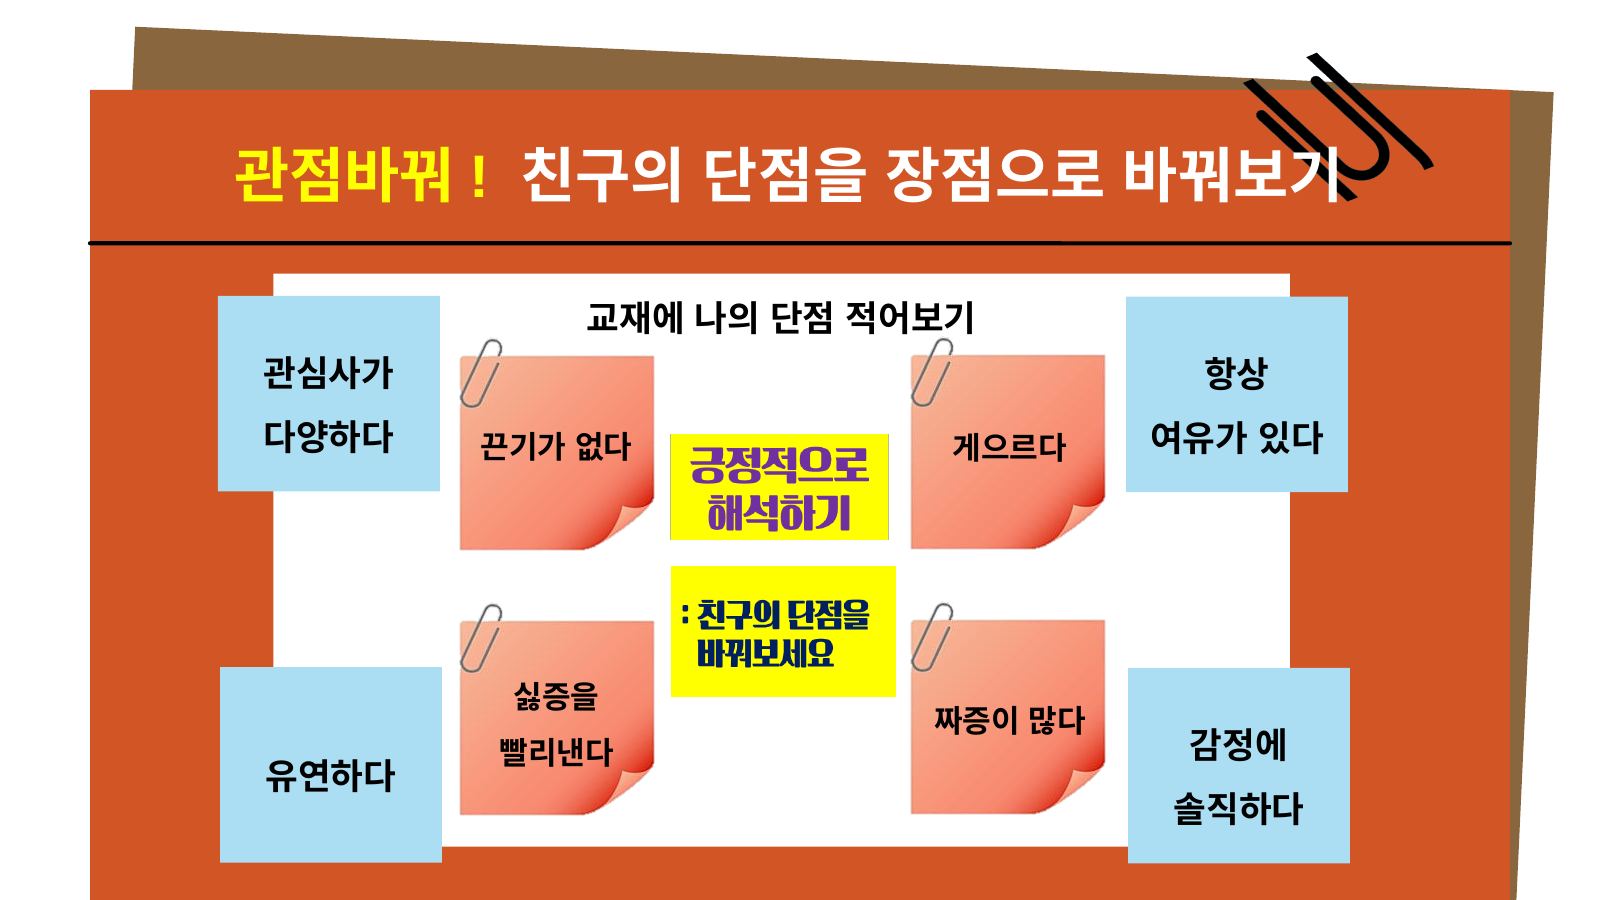 관점바꿔 !  친구의 단점을 장점으로 바꿔보기
교재에 나의 단점 적어보기
관심사가
다양하다
끈기가 없다
긍정적으로
해석하기
게으르다
항상
여유가 있다
: 친구의 단점을
바꿔보세요
유연하다
싫증을
빨리낸다
짜증이 많다
감정에
솔직하다